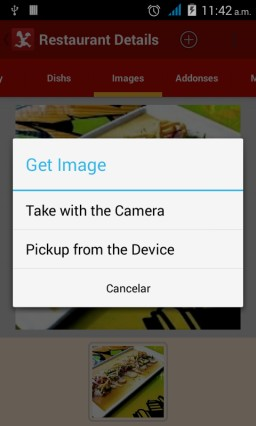 11:42 a.m.
Restaurant Details
y
Dishs
Images
Addonses
Get Image
Take with the Camera
Pickup from the Device
Cancelar